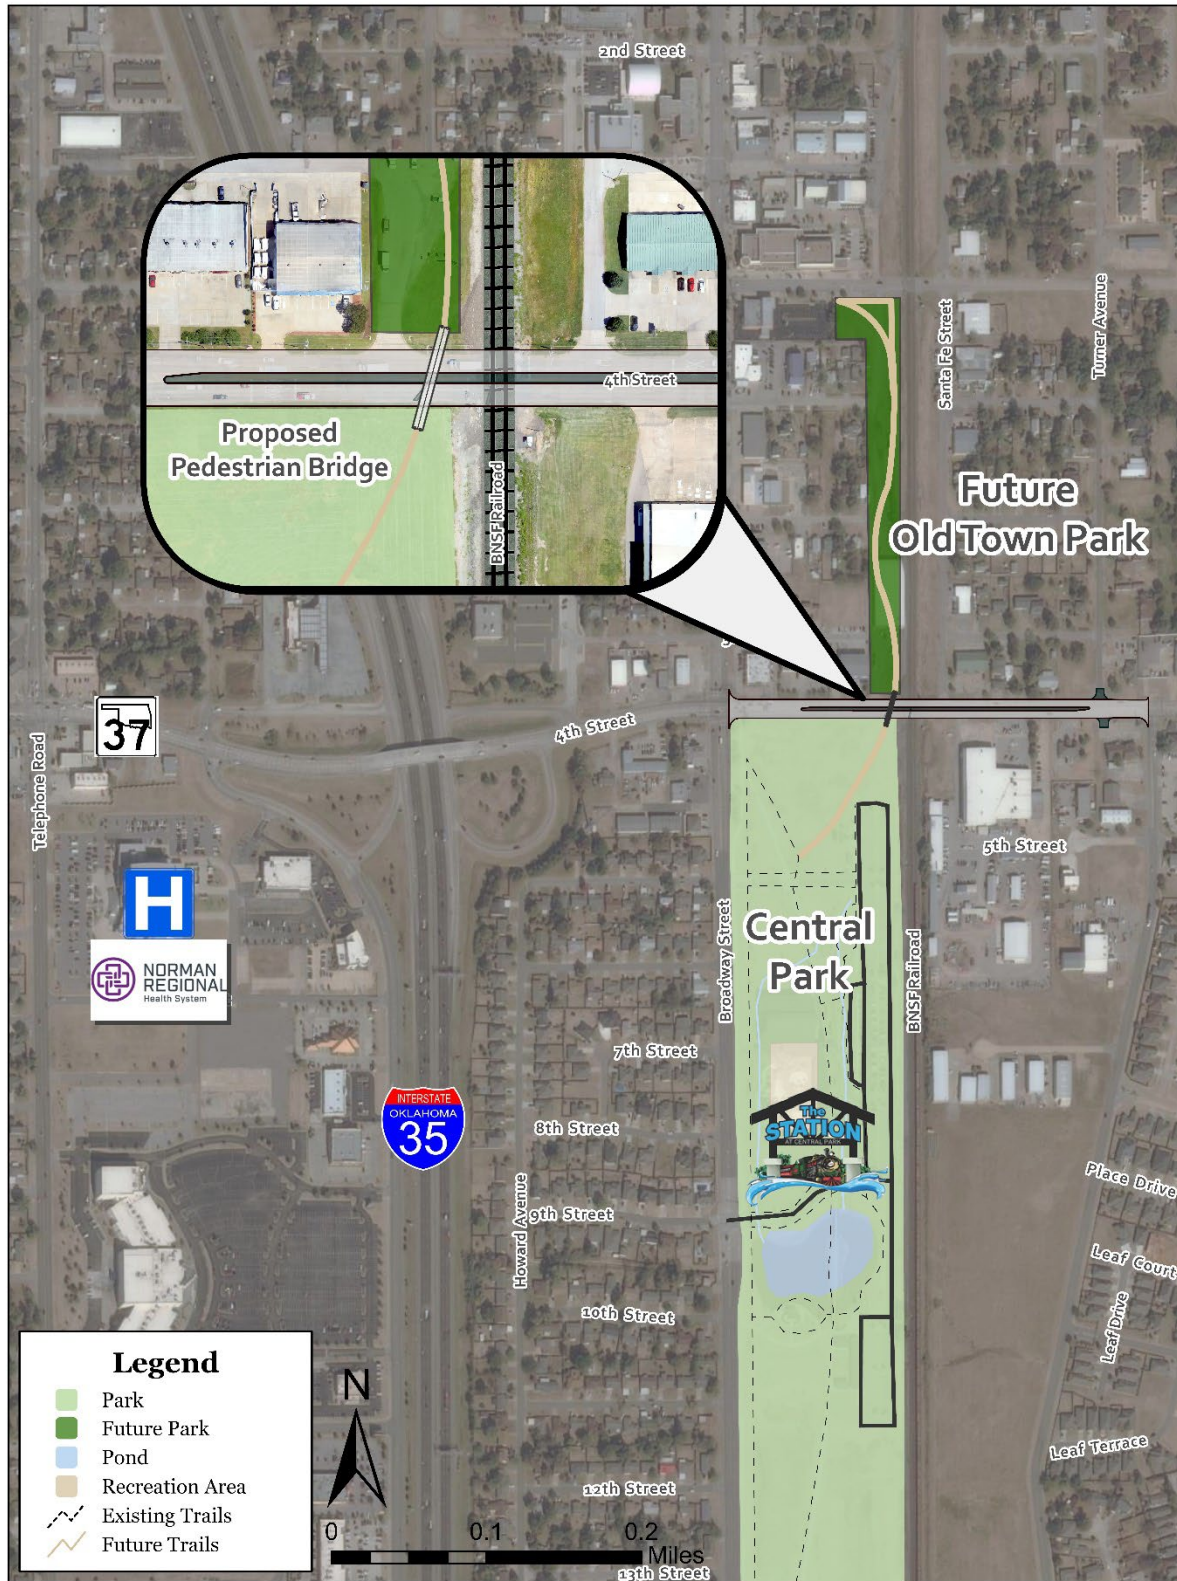 2nd Street
Santa Fe Street
Turner Avenue
4th Street
Proposed
Pedestrian Bridge
BNSF Railroad
Future
Old Town Park
37
4th Street
Telephone Road
5th Street
H
NORMAN
REGIONAL
Health System
Broadway Street
Central
Park
BNSF Railroad
7th Street
INTERSTATE
OKLAHOMA
35
8th Street
The
STATION
AT CENTRAL PARK
9th Street
Howard Avenue
10th Street
Place Drive
Leaf Court
Leaf Drive
Leaf Terrace
12th Street
13th Street
Legend
Park
Future Park
Pond
Recreation Area
Existing Trails
Future Trails
N
0 0.1 0.2
Miles